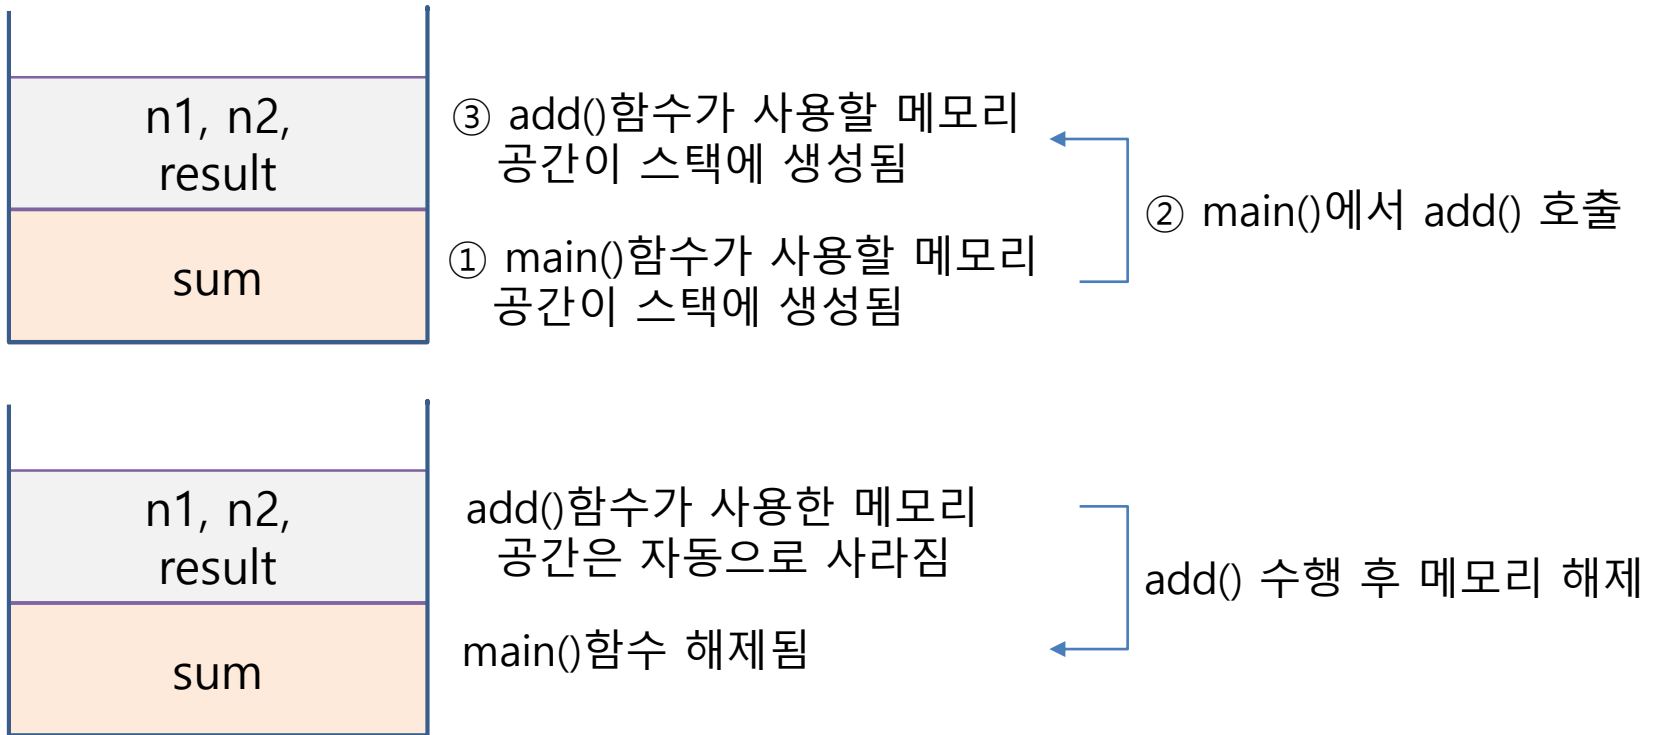 n1, n2,
result
③ add()함수가 사용할 메모리
공간이 스택에 생성됨
② main()에서 add() 호출
sum
① main()함수가 사용할 메모리
공간이 스택에 생성됨
n1, n2,
result
add()함수가 사용한 메모리
공간은 자동으로 사라짐
add() 수행 후 메모리 해제
sum
main()함수 해제됨